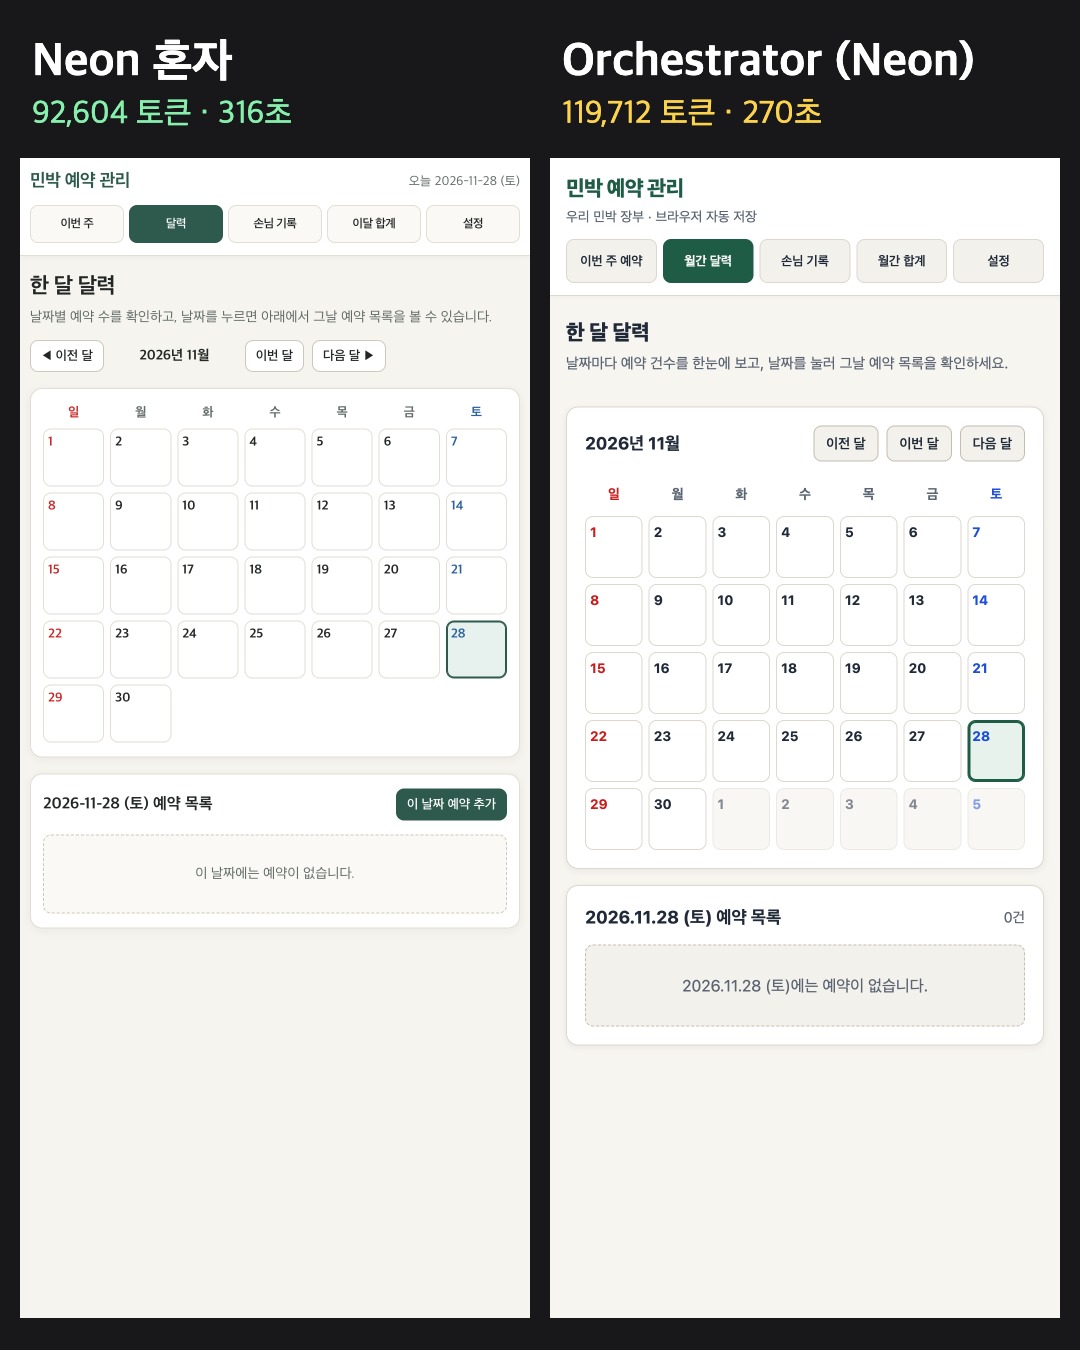 Neon 혼자
92,604 토큰 · 316초
민박 예약 관리
오늘 2026-11-28 (토)
이번 주 달력 손님 기록 이달 합계 설정
한 달 달력
날짜별 예약 수를 확인하고, 날짜를 누르면 아래에서 그날 예약 목록을 볼 수 있습니다.
◀ 이전 달 2026년 11월 이번 달 다음 달 ▶
일 월 화 수 목 금 토
1 2 3 4 5 6 7
8 9 10 11 12 13 14
15 16 17 18 19 20 21
22 23 24 25 26 27 28
29 30
2026-11-28 (토) 예약 목록 이 날짜 예약 추가
이 날짜에는 예약이 없습니다.
Orchestrator (Neon)
119,712 토큰 · 270초
민박 예약 관리
우리 민박 장부 · 브라우저 자동 저장
이번 주 예약 월간 달력 손님 기록 월간 합계 설정
한 달 달력
날짜마다 예약 건수를 한눈에 보고, 날짜를 눌러 그날 예약 목록을 확인하세요.
2026년 11월 이전 달 이번 달 다음 달
일 월 화 수 목 금 토
1 2 3 4 5 6 7
8 9 10 11 12 13 14
15 16 17 18 19 20 21
22 23 24 25 26 27 28
29 30 1 2 3 4 5
2026.11.28 (토) 예약 목록 0건
2026.11.28 (토)에는 예약이 없습니다.